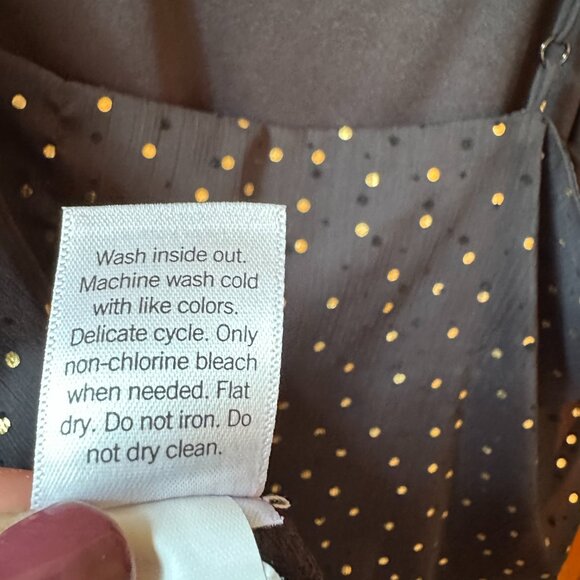 Wash inside out.
Machine wash cold
with like colors.
Delicate cycle. Only
non-chlorine bleach
when needed. Flat
dry. Do not iron. Do
not dry clean.